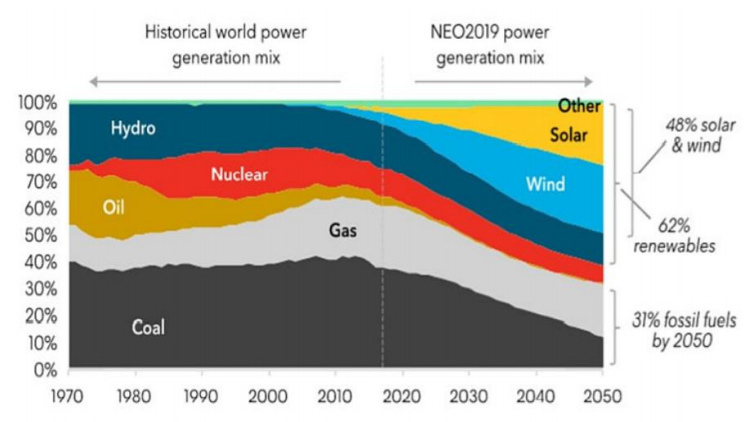 Historical world power
generation mix
NEO2019 power
generation mix
100%
90%
80%
70%
60%
50%
40%
30%
20%
10%
0%
Hydro
Nuclear
Oil
Gas
Coal
Other
Solar
Wind
48% solar
& wind
62%
renewables
31% fossil fuels
by 2050
1970 1980 1990 2000 2010 2020 2030 2040 2050